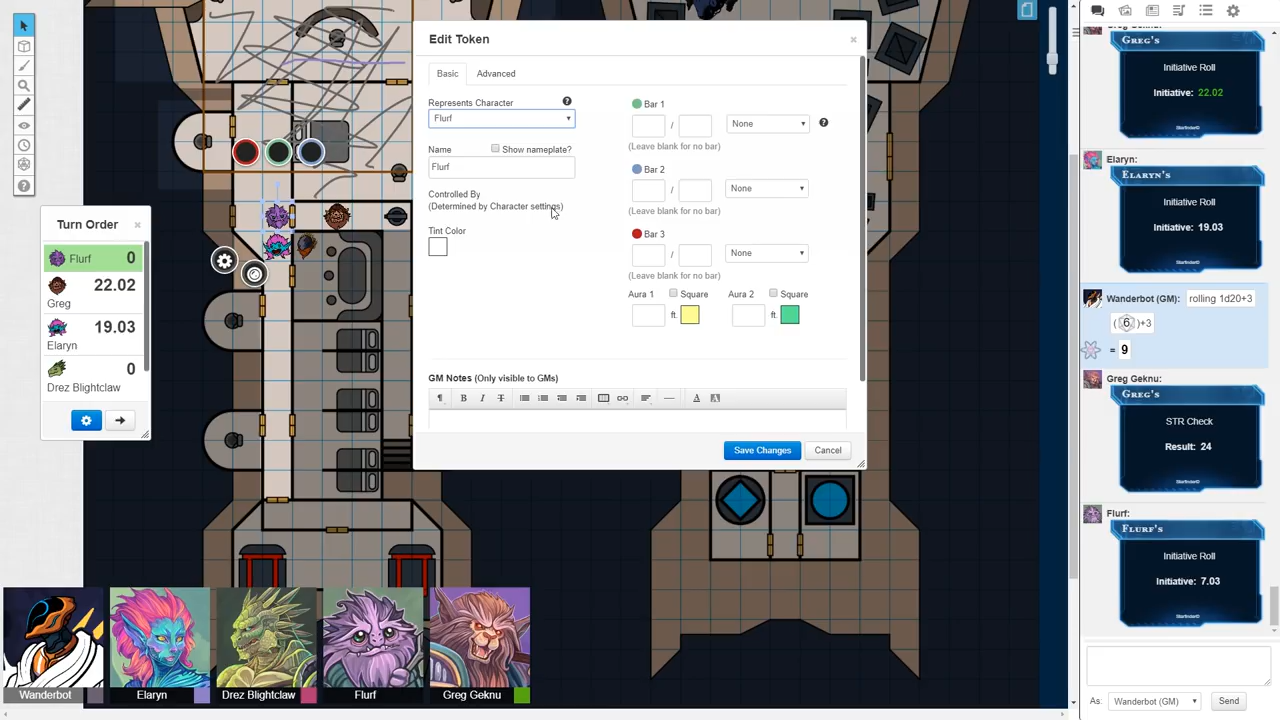 Turn Order ×
Flurf 0
22.02
Greg
19.03
Elaryn
0
Drez Blightclaw
Edit Token ×
Basic Advanced
Represents Character ?
Flurf
Name Show nameplate?
Flurf
Controlled By
(Determined by Character settings)
Tint Color
Bar 1
/ None ?
(Leave blank for no bar)
Bar 2
/ None
(Leave blank for no bar)
Bar 3
/ None
(Leave blank for no bar)
Aura 1 Square Aura 2 Square
ft. ft.
GM Notes (Only visible to GMs)
B I S A A
Save Changes Cancel
Wanderbot
Elaryn
Drez Blightclaw
Flurf
Greg Geknu
GREG'S
Initiative Roll
Initiative: 22.02
Starfinder
Elaryn:
ELARYN'S
Initiative Roll
Initiative: 19.03
Starfinder
Wanderbot (GM): rolling 1d20+3
(6)+3
= 9
Greg Geknu:
GREG'S
STR Check
Result: 24
Starfinder
Flurf:
FLURF'S
Initiative Roll
Initiative: 7.03
Starfinder
As: Wanderbot (GM) Send